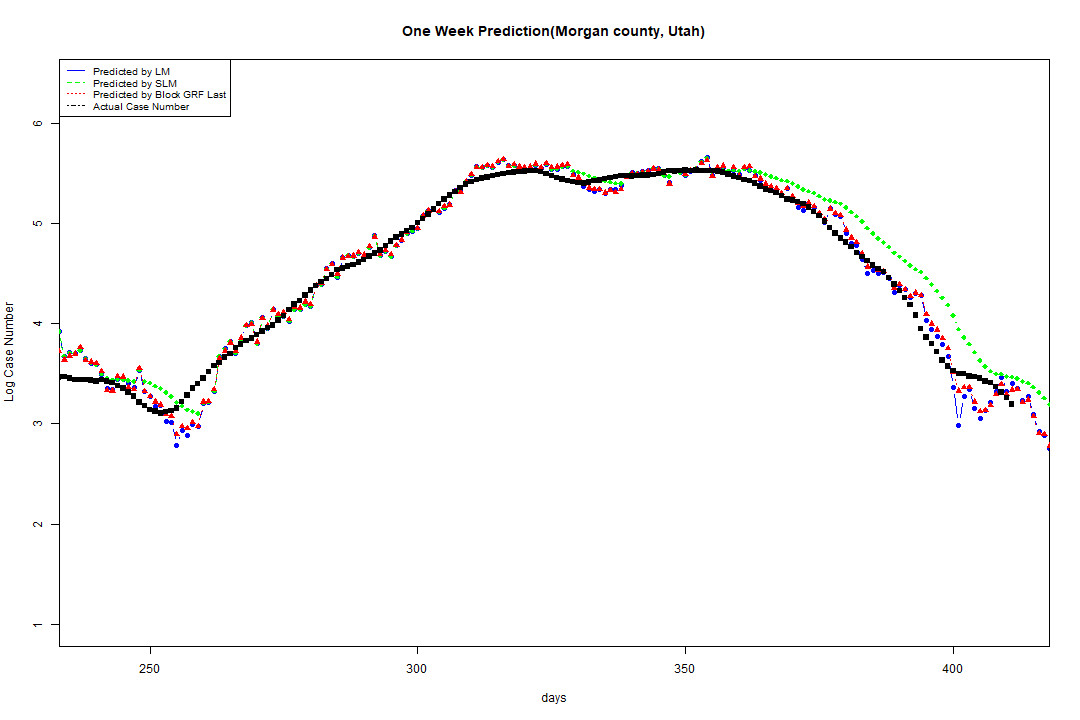 One Week Prediction(Morgan county, Utah)
Predicted by LM
Predicted by SLM
Predicted by Block GRF Last
Actual Case Number
6
5
4
3
2
1
Log Case Number
250 300 350 400
days